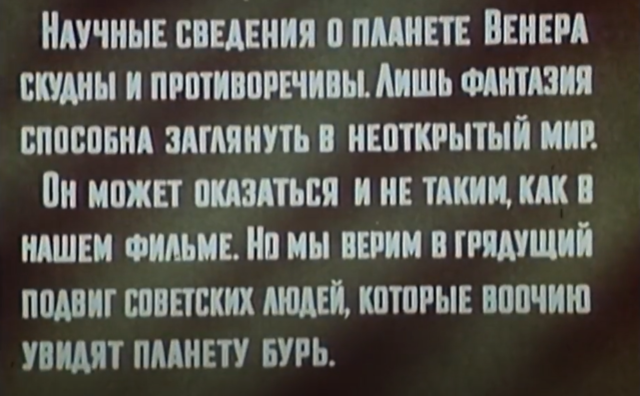 Научные сведения о планете Венера
скудны и противоречивы. Лишь фантазия
способна заглянуть в неоткрытый мир.
Он может оказаться и не таким, как в
нашем фильме. Но мы верим в грядущий
подвиг советских людей, которые воочию
увидят планету бурь.